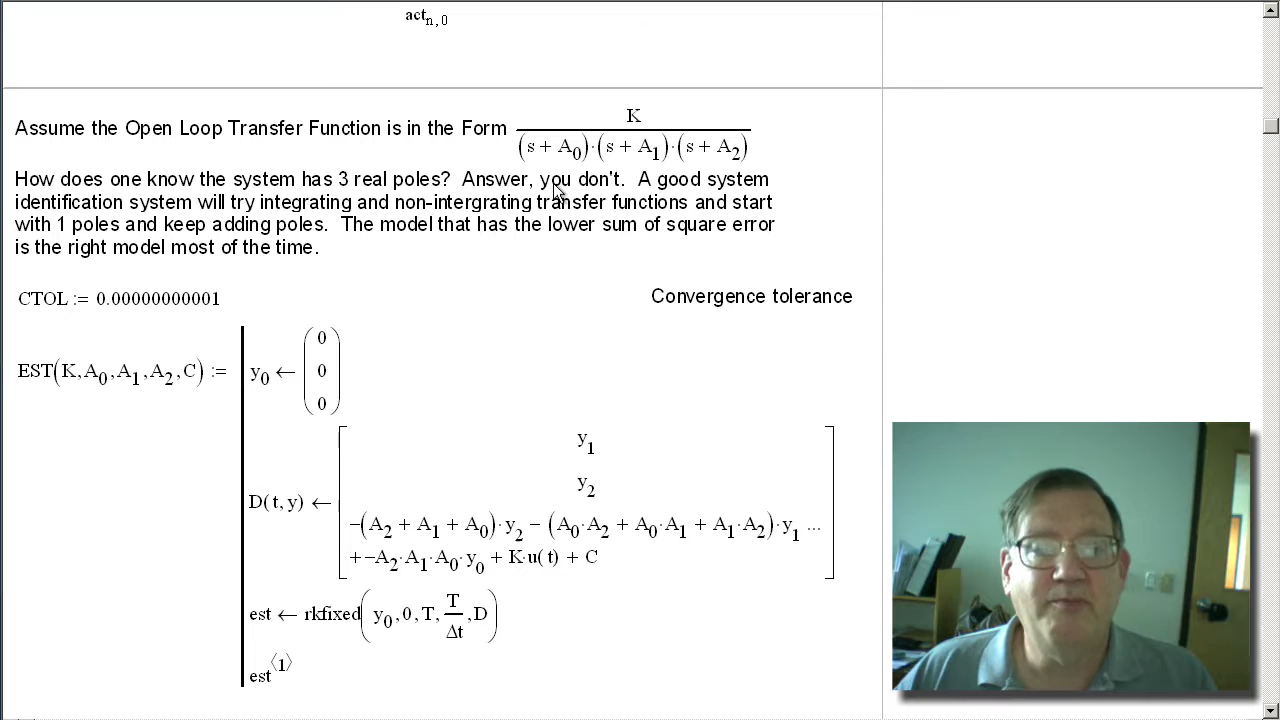 act n,0
Assume the Open Loop Transfer Function is in the Form K / (s + A0)·(s + A1)·(s + A2)
How does one know the system has 3 real poles?  Answer, you don't.  A good system
identification system will try integrating and non-intergrating transfer functions and start
with 1 poles and keep adding poles.  The model that has the lower sum of square error
is the right model most of the time.
CTOL := 0.00000000001 Convergence tolerance
EST(K,A0,A1,A2,C) :=
y0 ← (0 0 0)
D(t,y) ←
y1
y2
-(A2 + A1 + A0)·y2 - (A0·A2 + A0·A1 + A1·A2)·y1 ...
+-A2·A1·A0·y0 + K·u(t) + C
est ← rkfixed(y0,0,T,T/Δt,D)
est⟨1⟩